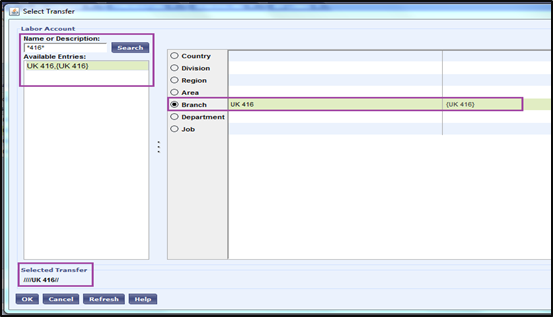 Select Transfer
Labor Account
Name or Description:
*416* Search
Available Entries:
UK 416,{UK 416}
Country
Division
Region
Area
Branch UK 416 {UK 416}
Department
Job
Selected Transfer
////UK 416//
OK Cancel Refresh Help